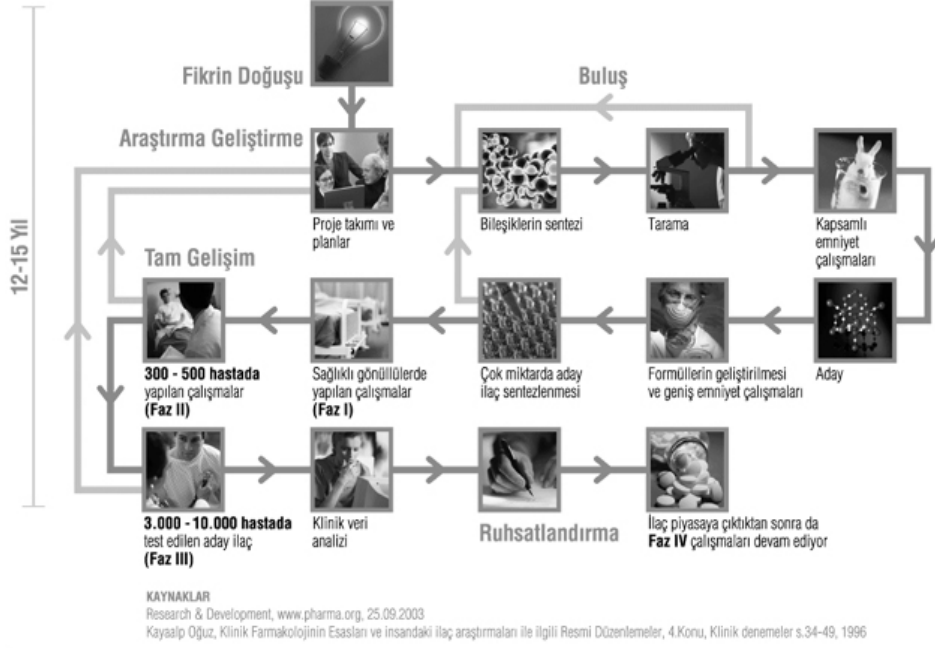 Fikrin Doğuşu
Buluş
Araştırma Geliştirme
Proje takımı ve
planlar
Bileşiklerin sentezi
Tarama
Kapsamlı
emniyet
çalışmaları
12-15 Yıl
Tam Gelişim
300 - 500 hastada
yapılan çalışmalar
(Faz II)
Sağlıklı gönüllülerde
yapılan çalışmalar
(Faz I)
Çok miktarda aday
ilaç sentezlenmesi
Formüllerin geliştirilmesi
ve geniş emniyet çalışmaları
Aday
3.000 - 10.000 hastada
test edilen aday ilaç
(Faz III)
Klinik veri
analizi
Ruhsatlandırma
İlaç piyasaya çıktıktan sonra da
Faz IV çalışmaları devam ediyor
KAYNAKLAR
Research & Development, www.pharma.org, 25.09.2003
Kayaalp Oğuz, Klinik Farmakolojinin Esasları ve insandaki ilaç araştırmaları ile ilgili Resmi Düzenlemeler, 4.Konu, Klinik denemeler s.34-49, 1996